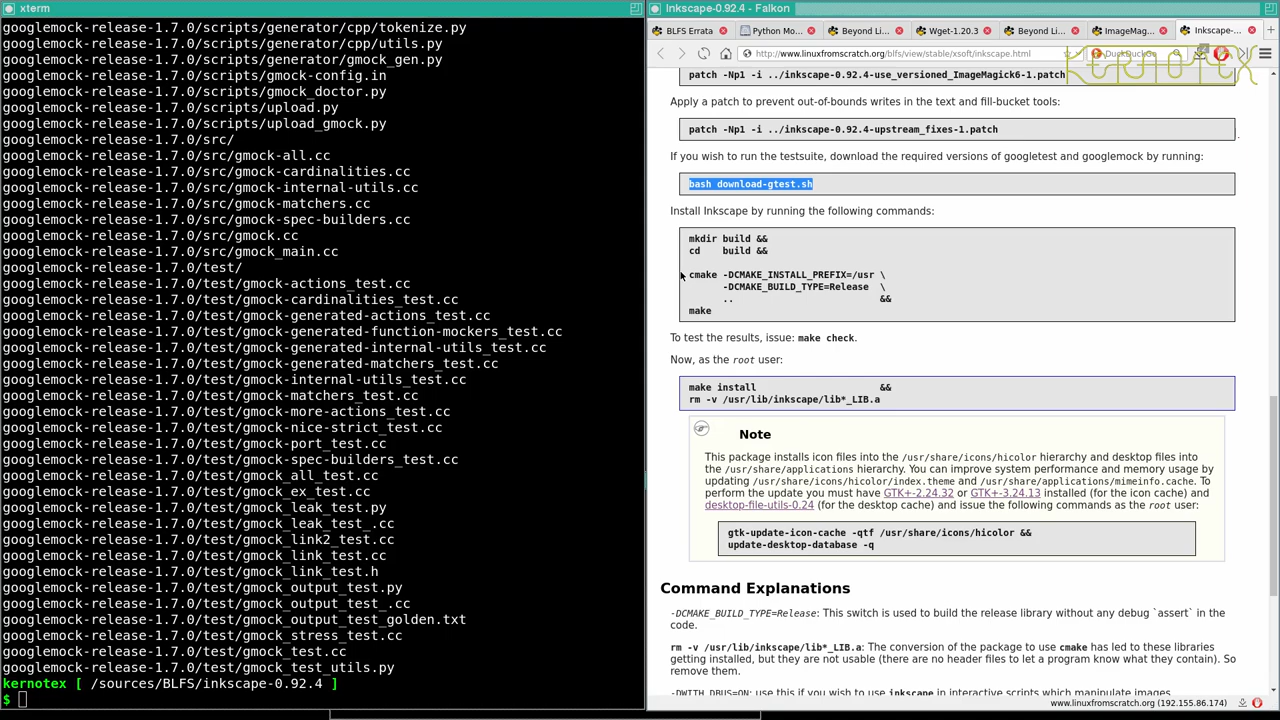 xterm
googlemock-release-1.7.0/scripts/generator/cpp/tokenize.py
googlemock-release-1.7.0/scripts/generator/cpp/utils.py
googlemock-release-1.7.0/scripts/generator/gmock_gen.py
googlemock-release-1.7.0/scripts/gmock-config.in
googlemock-release-1.7.0/scripts/gmock_doctor.py
googlemock-release-1.7.0/scripts/upload.py
googlemock-release-1.7.0/scripts/upload_gmock.py
googlemock-release-1.7.0/src/
googlemock-release-1.7.0/src/gmock-all.cc
googlemock-release-1.7.0/src/gmock-cardinalities.cc
googlemock-release-1.7.0/src/gmock-internal-utils.cc
googlemock-release-1.7.0/src/gmock-matchers.cc
googlemock-release-1.7.0/src/gmock-spec-builders.cc
googlemock-release-1.7.0/src/gmock.cc
googlemock-release-1.7.0/src/gmock_main.cc
googlemock-release-1.7.0/test/
googlemock-release-1.7.0/test/gmock-actions_test.cc
googlemock-release-1.7.0/test/gmock-cardinalities_test.cc
googlemock-release-1.7.0/test/gmock-generated-actions_test.cc
googlemock-release-1.7.0/test/gmock-generated-function-mockers_test.cc
googlemock-release-1.7.0/test/gmock-generated-internal-utils_test.cc
googlemock-release-1.7.0/test/gmock-generated-matchers_test.cc
googlemock-release-1.7.0/test/gmock-internal-utils_test.cc
googlemock-release-1.7.0/test/gmock-matchers_test.cc
googlemock-release-1.7.0/test/gmock-more-actions_test.cc
googlemock-release-1.7.0/test/gmock-nice-strict_test.cc
googlemock-release-1.7.0/test/gmock-port_test.cc
googlemock-release-1.7.0/test/gmock-spec-builders_test.cc
googlemock-release-1.7.0/test/gmock_all_test.cc
googlemock-release-1.7.0/test/gmock_ex_test.cc
googlemock-release-1.7.0/test/gmock_leak_test.py
googlemock-release-1.7.0/test/gmock_leak_test_.cc
googlemock-release-1.7.0/test/gmock_link2_test.cc
googlemock-release-1.7.0/test/gmock_link_test.cc
googlemock-release-1.7.0/test/gmock_link_test.h
googlemock-release-1.7.0/test/gmock_output_test.py
googlemock-release-1.7.0/test/gmock_output_test_.cc
googlemock-release-1.7.0/test/gmock_output_test_golden.txt
googlemock-release-1.7.0/test/gmock_stress_test.cc
googlemock-release-1.7.0/test/gmock_test.cc
googlemock-release-1.7.0/test/gmock_test_utils.py
kernotex [ /sources/BLFS/inkscape-0.92.4 ]
$
Inkscape-0.92.4 - Falkon
BLFS Errata
Python Mo...
Beyond Li...
Wget-1.20.3
Beyond Li...
ImageMag...
Inkscape-...
http://www.linuxfromscratch.org/blfs/view/stable/xsoft/inkscape.html
DuckDuckGo
KERNOTEX
patch -Np1 -i ../inkscape-0.92.4-use_versioned_ImageMagick6-1.patch
Apply a patch to prevent out-of-bounds writes in the text and fill-bucket tools:
patch -Np1 -i ../inkscape-0.92.4-upstream_fixes-1.patch
If you wish to run the testsuite, download the required versions of googletest and googlemock by running:
bash download-gtest.sh
Install Inkscape by running the following commands:
mkdir build &&
cd    build &&
cmake -DCMAKE_INSTALL_PREFIX=/usr \
-DCMAKE_BUILD_TYPE=Release  \
..                          &&
make
To test the results, issue: make check.
Now, as the root user:
make install                  &&
rm -v /usr/lib/inkscape/lib*_LIB.a
Note
This package installs icon files into the /usr/share/icons/hicolor hierarchy and desktop files into
the /usr/share/applications hierarchy. You can improve system performance and memory usage by
updating /usr/share/icons/hicolor/index.theme and /usr/share/applications/mimeinfo.cache. To
perform the update you must have GTK+-2.24.32 or GTK+-3.24.13 installed (for the icon cache) and
desktop-file-utils-0.24 (for the desktop cache) and issue the following commands as the root user:
gtk-update-icon-cache -qtf /usr/share/icons/hicolor &&
update-desktop-database -q
Command Explanations
-DCMAKE_BUILD_TYPE=Release: This switch is used to build the release library without any debug `assert` in the
code.
rm -v /usr/lib/inkscape/lib*_LIB.a: The conversion of the package to use cmake has led to these libraries
getting installed, but they are not usable (there are no header files to let a program know what they contain). So
remove them.
-DWITH_DBUS=ON: use this if you wish to use inkscape in interactive scripts which manipulate images.
www.linuxfromscratch.org (192.155.86.174)